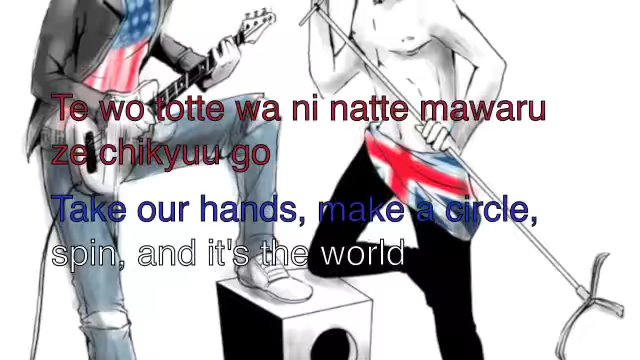 Te wo totte wa ni natte mawaru
ze chikyuu go
Take our hands, make a circle,
spin, and it's the world